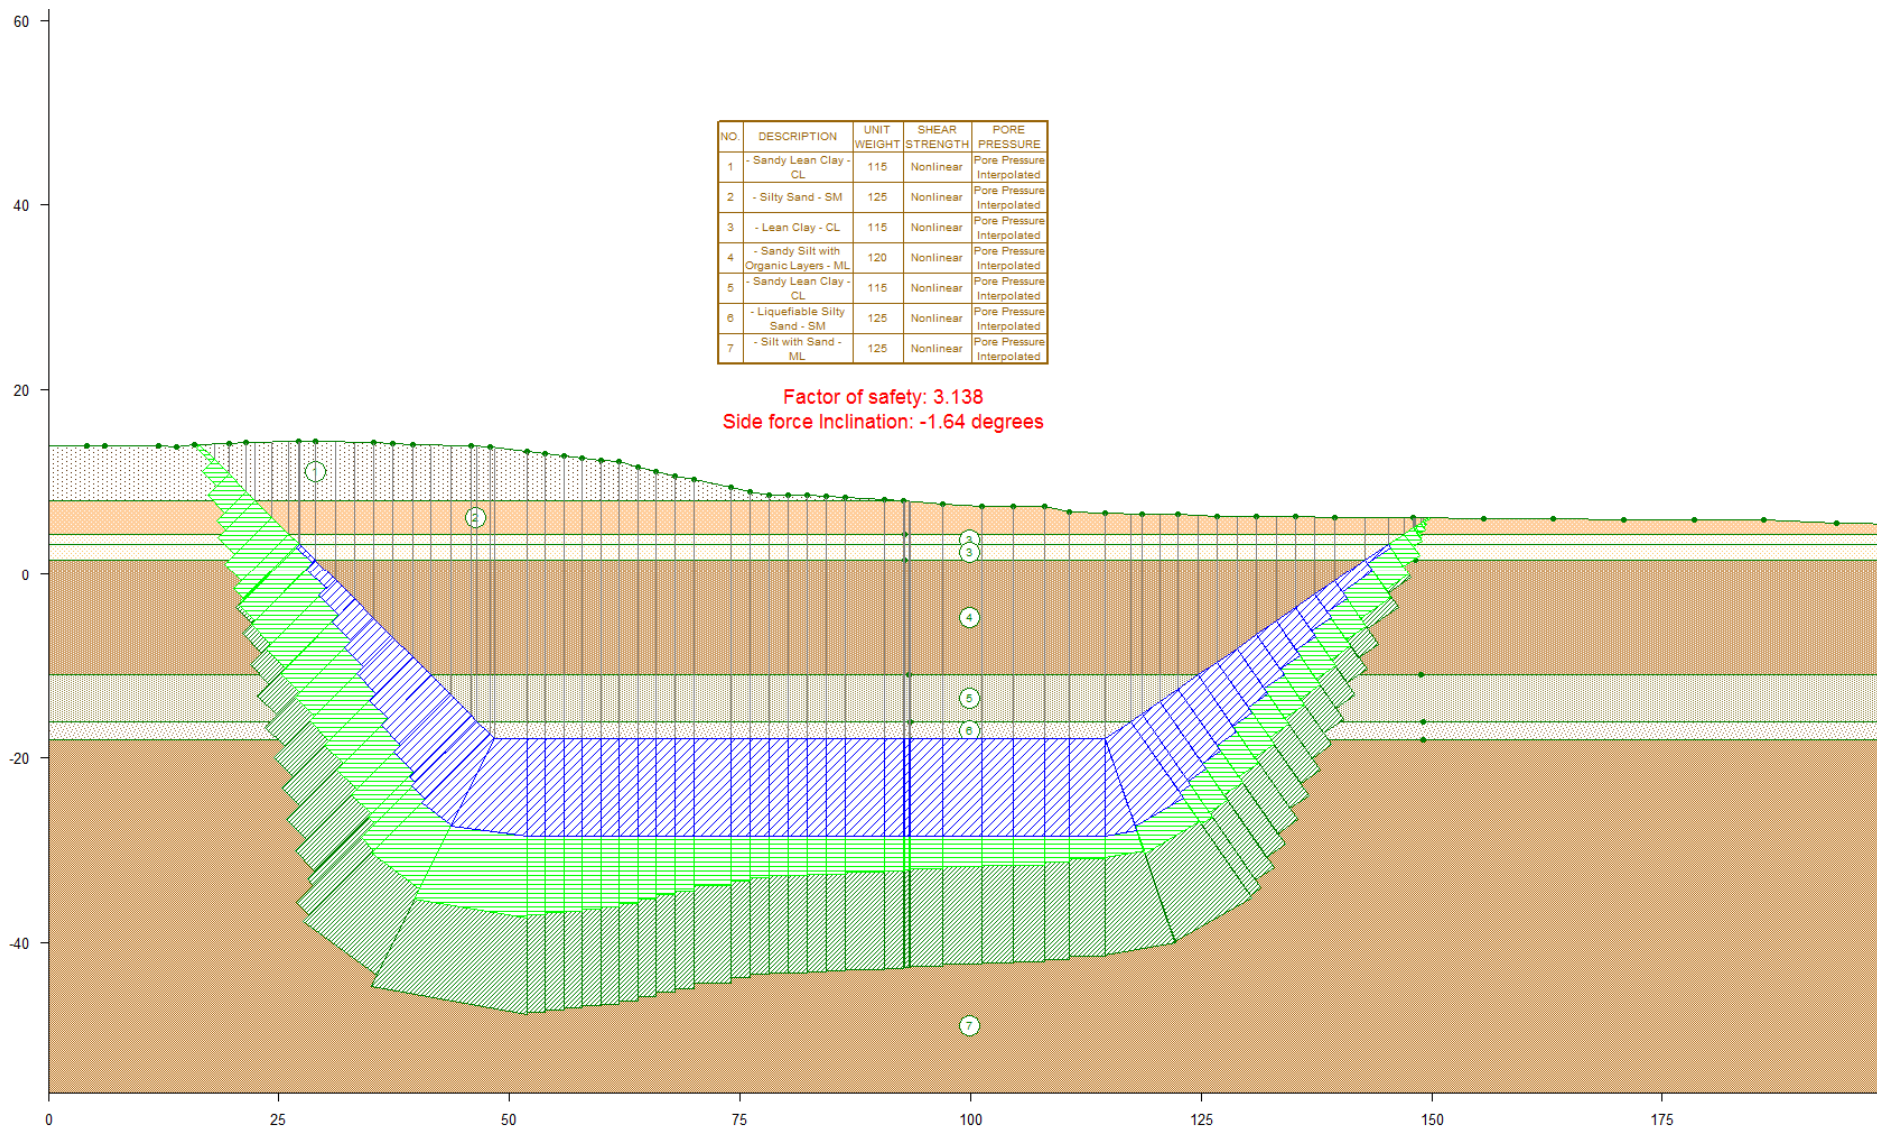 60
40
20
0
-20
-40
NO. DESCRIPTION UNIT WEIGHT SHEAR STRENGTH PORE PRESSURE
1 - Sandy Lean Clay - CL 115 Nonlinear Pore Pressure Interpolated
2 - Silty Sand - SM 125 Nonlinear Pore Pressure Interpolated
3 - Lean Clay - CL 115 Nonlinear Pore Pressure Interpolated
4 - Sandy Silt with Organic Layers - ML 120 Nonlinear Pore Pressure Interpolated
5 - Sandy Lean Clay - CL 115 Nonlinear Pore Pressure Interpolated
6 - Liquefiable Silty Sand - SM 125 Nonlinear Pore Pressure Interpolated
7 - Silt with Sand - ML 125 Nonlinear Pore Pressure Interpolated
Factor of safety: 3.138
Side force Inclination: -1.64 degrees
1
2
3
3
4
5
6
7
0 25 50 75 100 125 150 175